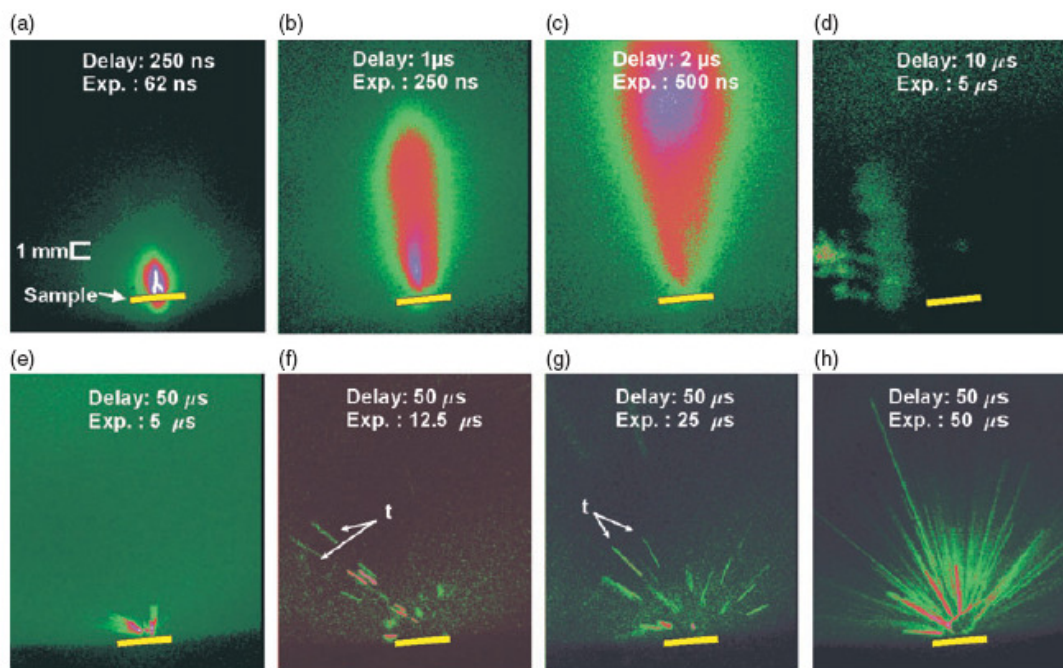 (a)
Delay: 250 ns
Exp. : 62 ns
1 mm
Sample
(b)
Delay: 1μs
Exp. : 250 ns
(c)
Delay: 2 μs
Exp. : 500 ns
(d)
Delay: 10 μs
Exp. : 5 μs
(e)
Delay: 50 μs
Exp. : 5 μs
(f)
Delay: 50 μs
Exp. : 12.5 μs
t
(g)
Delay: 50 μs
Exp. : 25 μs
t
(h)
Delay: 50 μs
Exp. : 50 μs